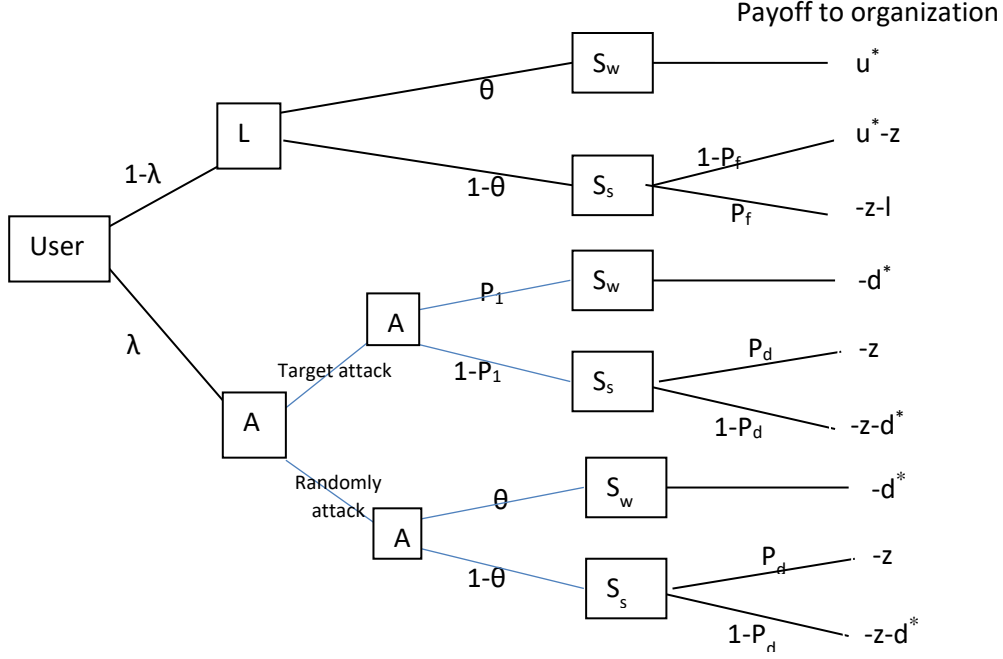 Payoff to organization
S_w
u^*
θ
L
u^*-z
1-P_f
1-λ
1-θ
S_s
P_f
-z-l
User
P_1
S_w
-d^*
A
λ
P_d
-z
Target attack
1-P_1
S_s
A
1-P_d
-z-d^*
Randomly
attack
θ
S_w
-d^*
A
P_d
-z
1-θ
S_s
1-P_d
-z-d^*